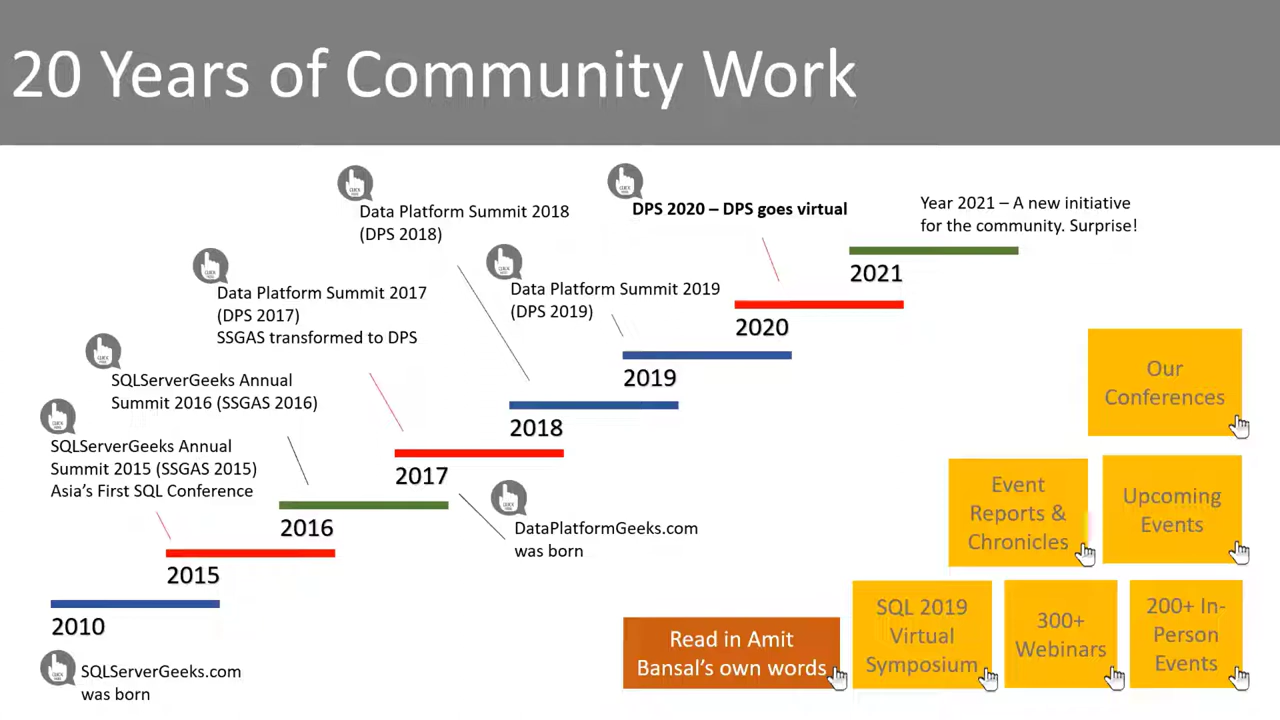 20 Years of Community Work
Data Platform Summit 2018
(DPS 2018)
DPS 2020 – DPS goes virtual
Year 2021 – A new initiative
for the community. Surprise!
2021
Data Platform Summit 2017
(DPS 2017)
SSGAS transformed to DPS
Data Platform Summit 2019
(DPS 2019)
2020
SQLServerGeeks Annual
Summit 2016 (SSGAS 2016)
2019
SQLServerGeeks Annual
Summit 2015 (SSGAS 2015)
Asia's First SQL Conference
2018
2017
2016
DataPlatformGeeks.com
was born
2015
2010
SQLServerGeeks.com
was born
Our
Conferences
Event
Reports &
Chronicles
Upcoming
Events
Read in Amit
Bansal's own words
SQL 2019
Virtual
Symposium
300+
Webinars
200+ In-
Person
Events